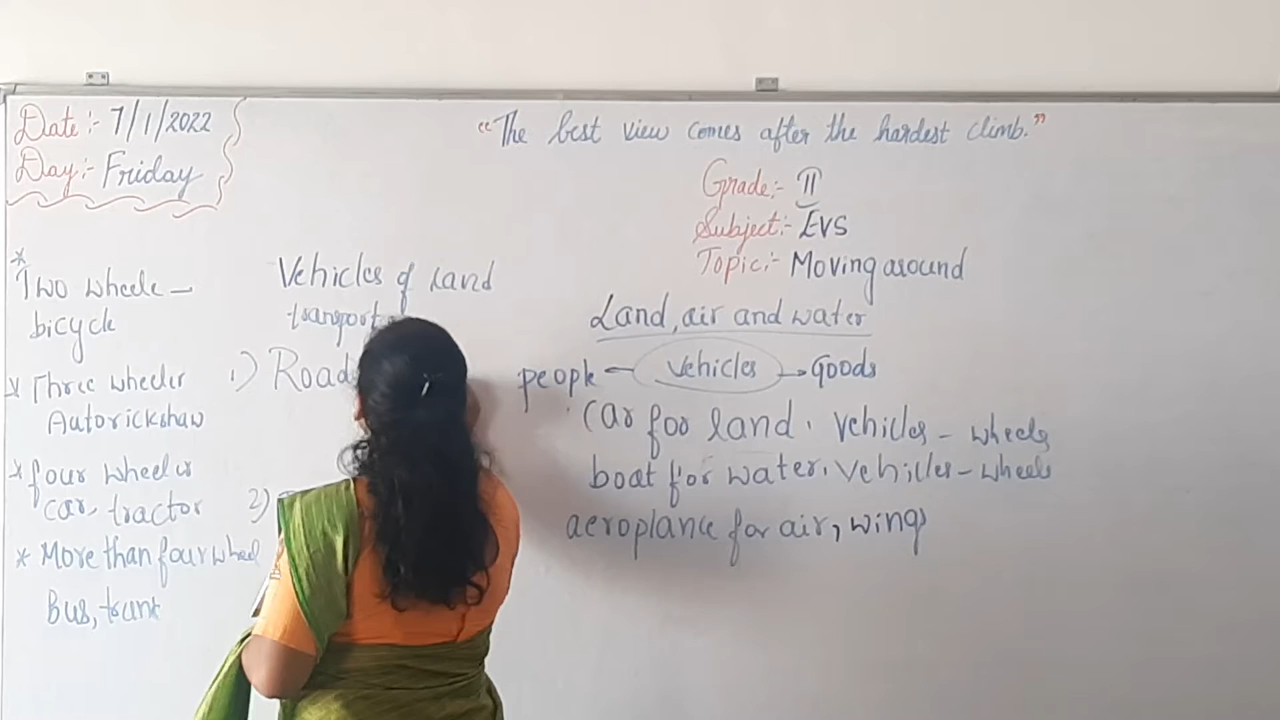 Date:- 7/1/2022
Day:- Friday
"The best view comes after the hardest climb."
Grade:- II
Subject:- EVS
Topic:- Moving around
* Two wheele -
bicycle
* Three wheeler
Autorickshaw
* four wheeler
car, tractor
* More than four wheel
Bus, trunk
Vehicles of land
transport
1) Road
2)
Land, air and water
people - vehicles - Goods
Car for land. vehicles - wheels
boat for water. vehicles - wheels
aeroplance for air, wings